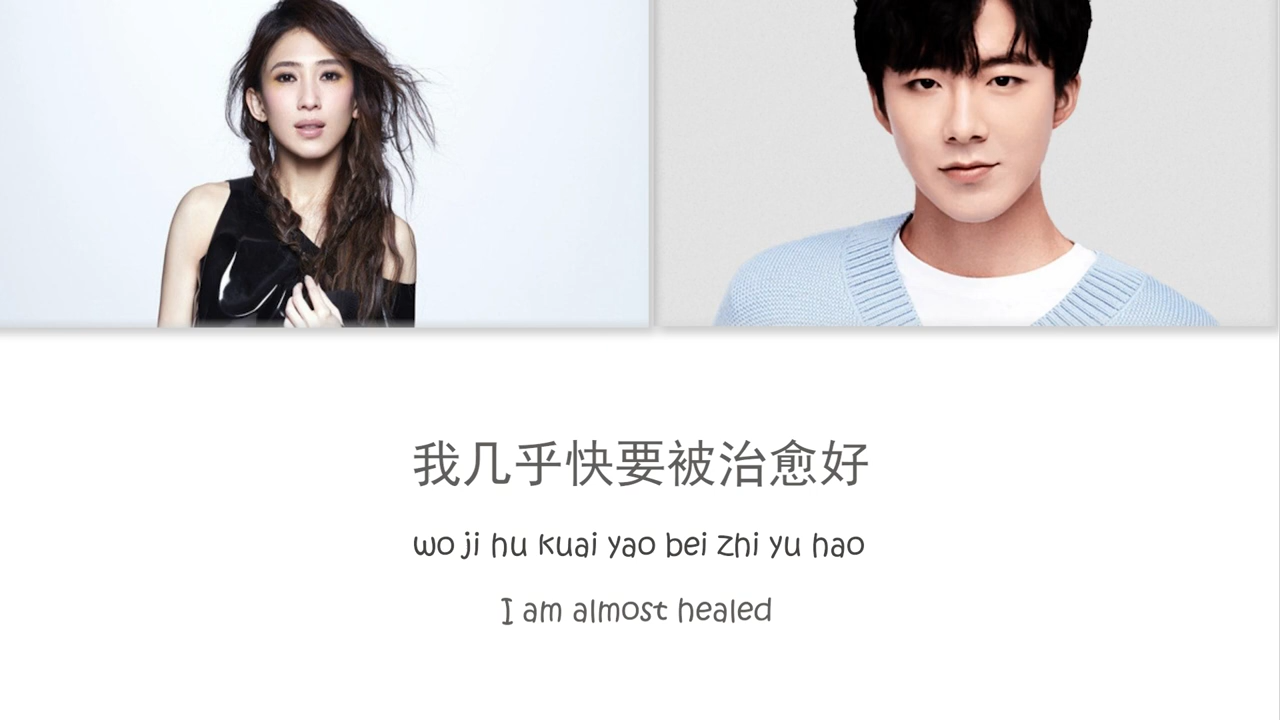 我几乎快要被治愈好
wo ji hu kuai yao bei zhi yu hao
I am almost healed